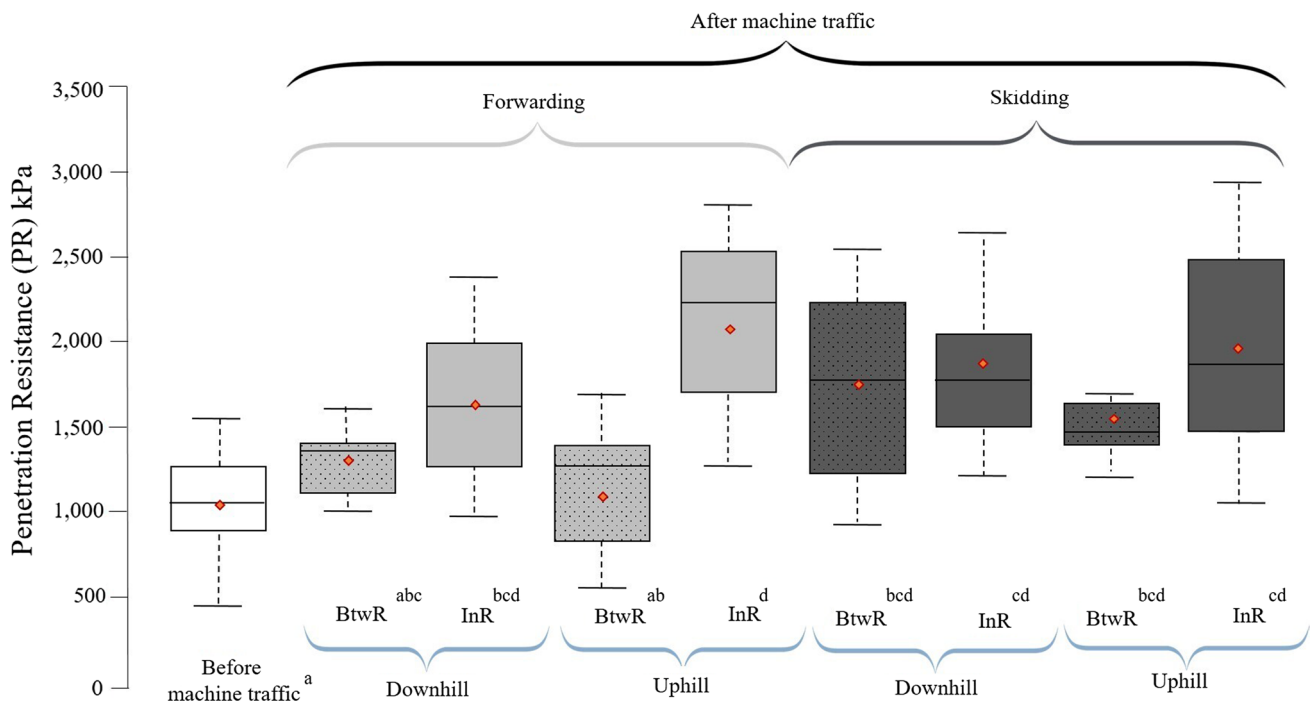 After machine traffic
Forwarding
Skidding
Penetration Resistance (PR) kPa
3,500
3,000
2,500
2,000
1,500
1,000
500
0
BtwR abc
InR bcd
BtwR ab
InR d
BtwR bcd
InR cd
BtwR bcd
InR cd
Before
machine traffic a
Downhill
Uphill
Downhill
Uphill